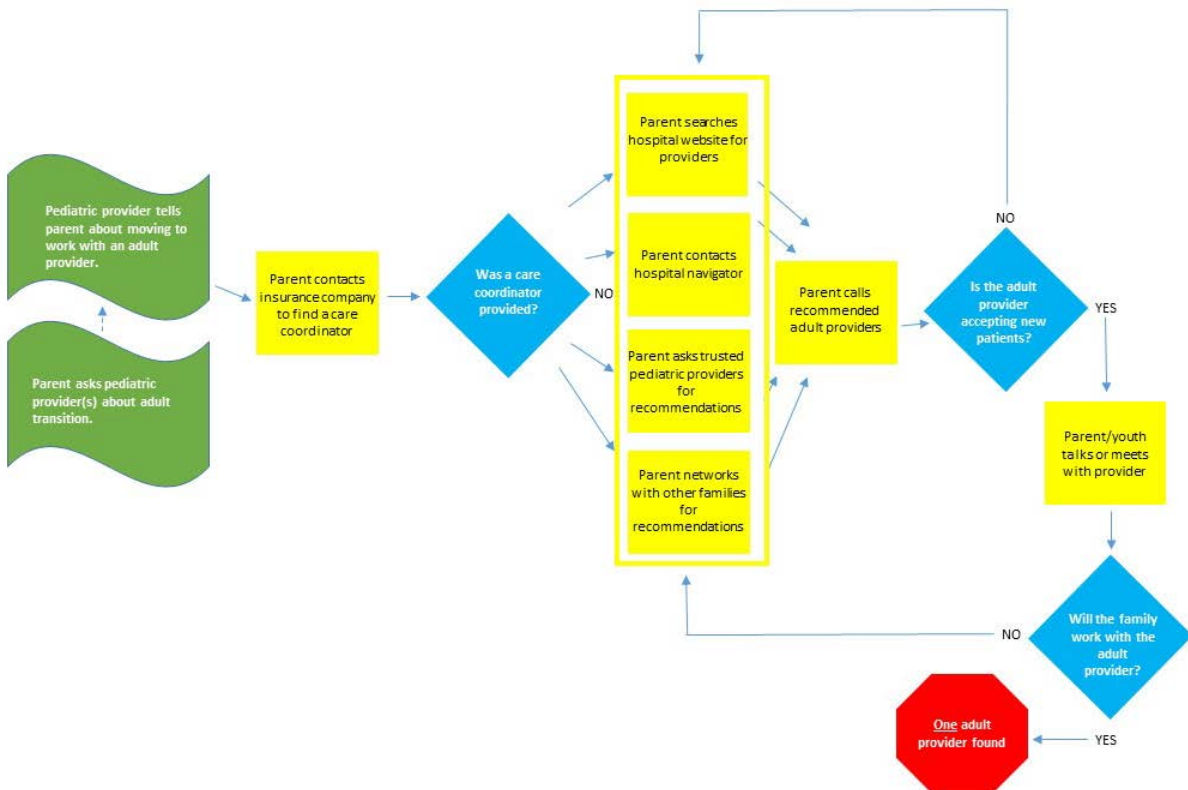 Pediatric provider tells
parent about moving to
work with an adult
provider.
Parent asks pediatric
provider(s) about adult
transition.
Parent contacts
insurance company
to find a care
coordinator
Was a care
coordinator
provided?
NO
Parent searches
hospital website for
providers
Parent contacts
hospital navigator
Parent asks trusted
pediatric providers for
recommendations
Parent networks
with other families
for
recommendations
Parent calls
recommended
adult providers
Is the adult
provider
accepting new
patients?
NO
YES
Parent/youth
talks or meets
with provider
Will the family
work with the
adult
provider?
NO
YES
One adult
provider found